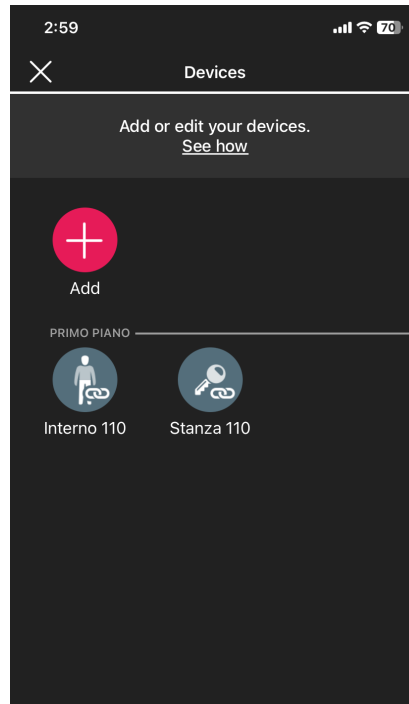 2:59
70
Devices
Add or edit your devices.
See how
Add
PRIMO PIANO
Interno 110
Stanza 110